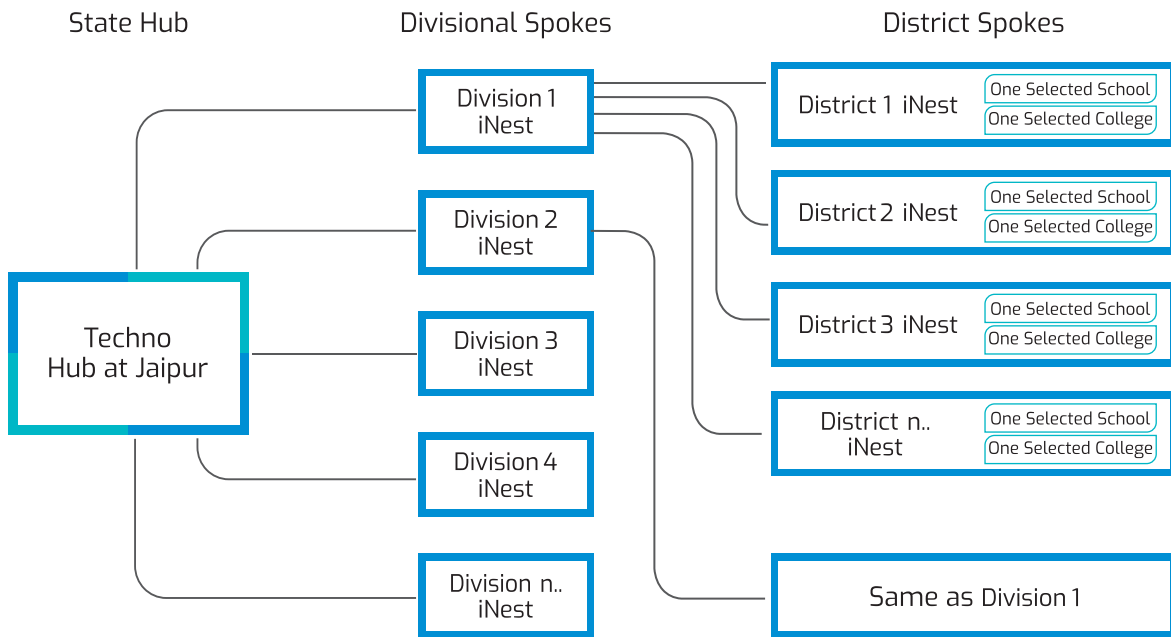 State Hub
Divisional Spokes
District Spokes
Techno
Hub at Jaipur
Division 1
iNest
Division 2
iNest
Division 3
iNest
Division 4
iNest
Division n..
iNest
District 1 iNest
One Selected School
One Selected College
District 2 iNest
One Selected School
One Selected College
District 3 iNest
One Selected School
One Selected College
District n..
iNest
One Selected School
One Selected College
Same as Division 1